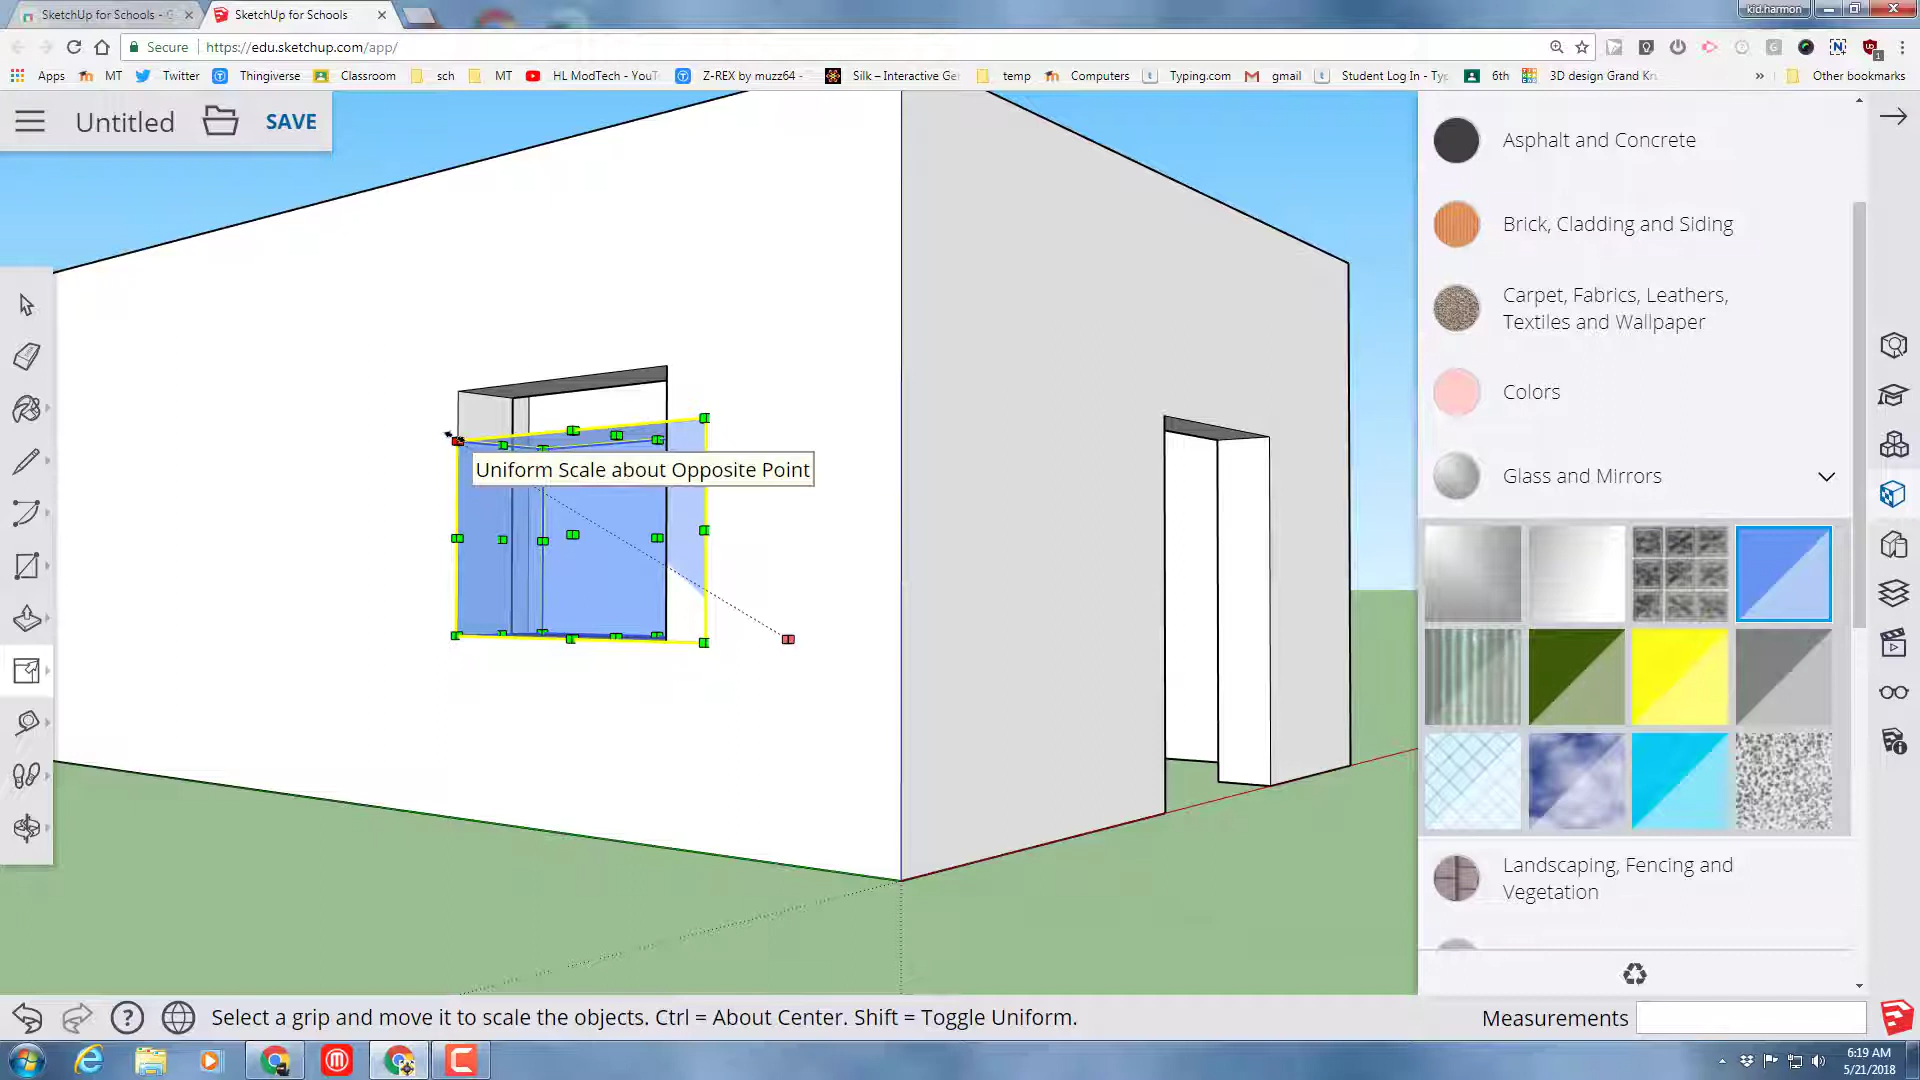 SketchUp for Schools -
SketchUp for Schools
kid.harmon
Secure
https://edu.sketchup.com/app/
Apps
MT
Twitter
Thingiverse
Classroom
sch
MT
HL ModTech - YouT
Z-REX by muzz64 -
Silk – Interactive Ge
temp
Computers
Typing.com
gmail
Student Log In - Ty
6th
3D design Grand Kr
Other bookmarks
Untitled
SAVE
Asphalt and Concrete
Brick, Cladding and Siding
Carpet, Fabrics, Leathers,
Textiles and Wallpaper
Colors
Glass and Mirrors
Uniform Scale about Opposite Point
Landscaping, Fencing and
Vegetation
Select a grip and move it to scale the objects. Ctrl = About Center. Shift = Toggle Uniform.
Measurements
6:19 AM
5/21/2018